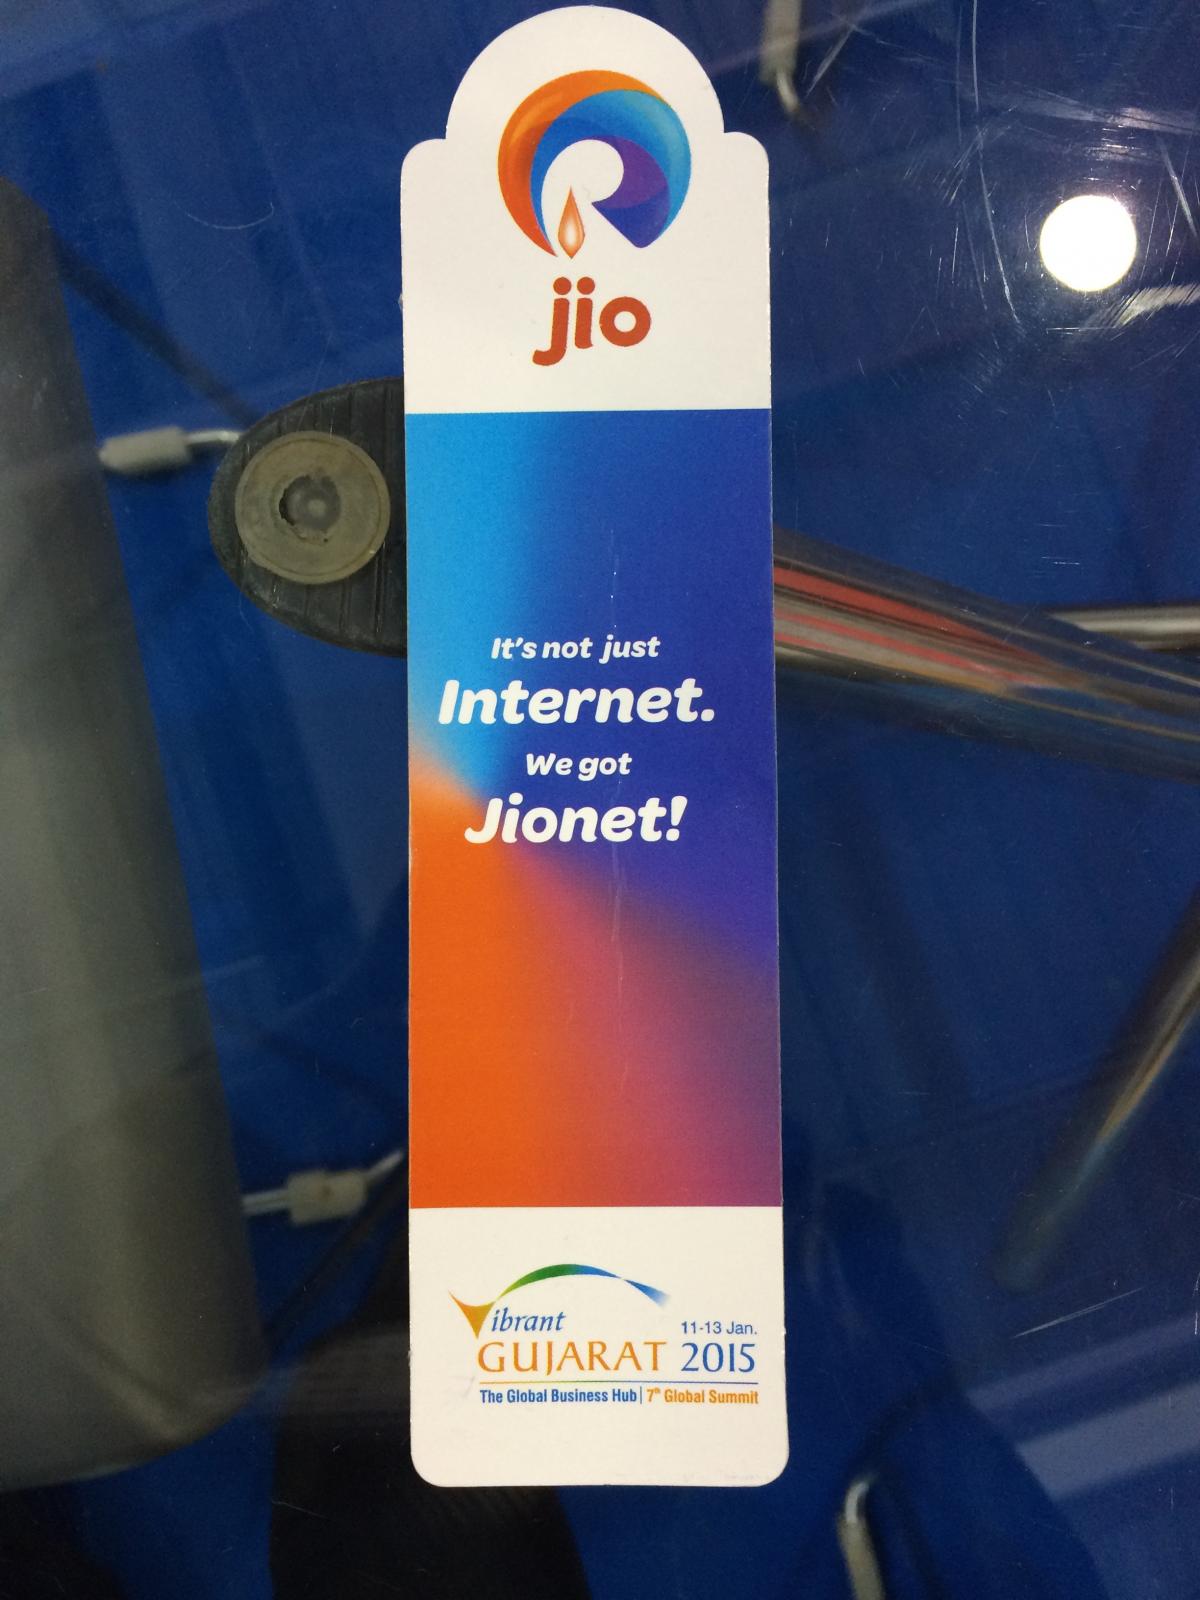 jio
It's not just
Internet.
We got
Jionet!
Vibrant
11-13 Jan.
GUJARAT 2015
The Global Business Hub | 7th Global Summit